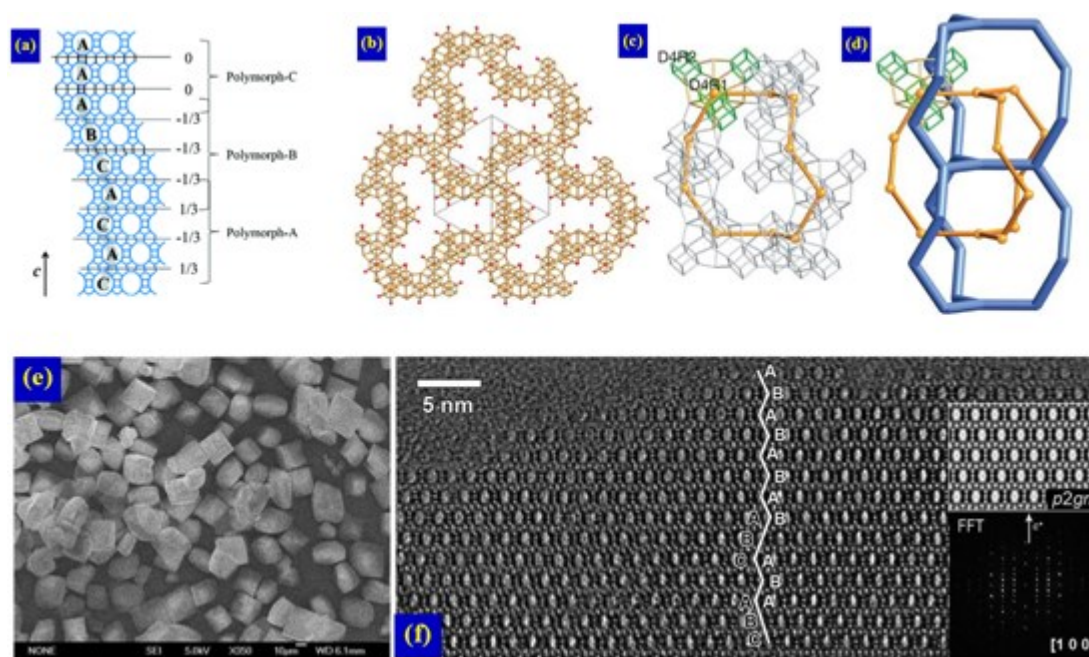 (a)
A
A
A
B
C
A
C
A
C
0
0
-1/3
-1/3
-1/3
1/3
-1/3
1/3
Polymorph-C
Polymorph-B
Polymorph-A
c
(b)
(c)
D4R2
D4R1
(d)
(e)
NONE SEI 5.0kV X350 10μm WD 6.1mm
5 nm
A
B
A
B
A
B
A
A B
B
C A
B
A A
B
C
p2gg
FFT
c*
[1 0 0]
(f)